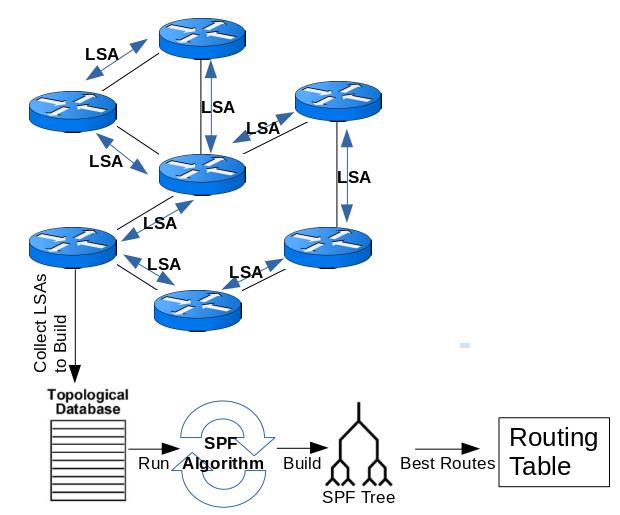 LSA
LSA
LSA
LSA
LSA
LSA
LSA
LSA
Collect LSAs
to Build
Topological
Database
Run
SPF
Algorithm
Build
SPF Tree
Best Routes
Routing
Table